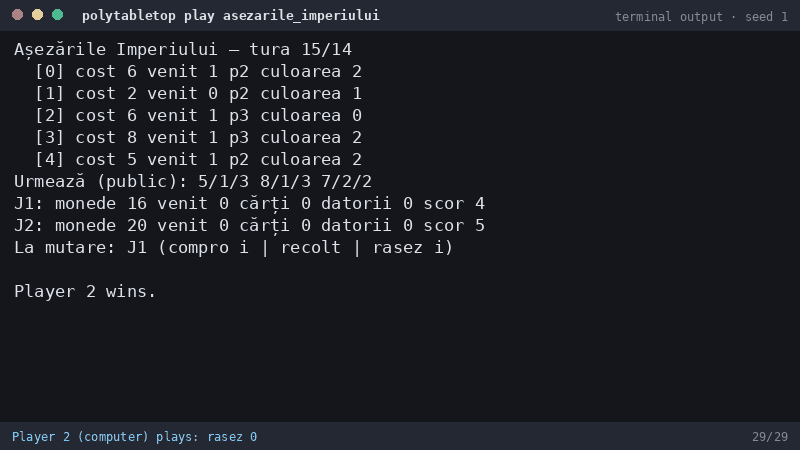 polytabletop play asezarile_imperiului
terminal output · seed 1
Așezările Imperiului — tura 15/14
[0] cost 6 venit 1 p2 culoarea 2
[1] cost 2 venit 0 p2 culoarea 1
[2] cost 6 venit 1 p3 culoarea 0
[3] cost 8 venit 1 p3 culoarea 2
[4] cost 5 venit 1 p2 culoarea 2
Urmează (public): 5/1/3 8/1/3 7/2/2
J1: monede 16 venit 0 cărți 0 datorii 0 scor 4
J2: monede 20 venit 0 cărți 0 datorii 0 scor 5
La mutare: J1 (compro i | recolt | rasez i)
Player 2 wins.
Player 2 (computer) plays: rasez 0
29/29